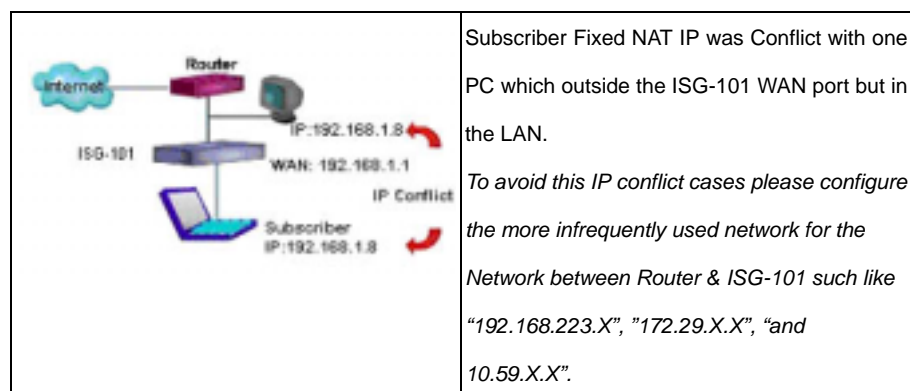 Router
Internet
IP:192.168.1.8
ISG-101
WAN: 192.168.1.1
IP Conflict
Subscriber
IP:192.168.1.8
Subscriber Fixed NAT IP was Conflict with one
PC which outside the ISG-101 WAN port but in
the LAN.
To avoid this IP conflict cases please configure
the more infrequently used network for the
Network between Router & ISG-101 such like
“192.168.223.X”, ”172.29.X.X”, “and
10.59.X.X”.